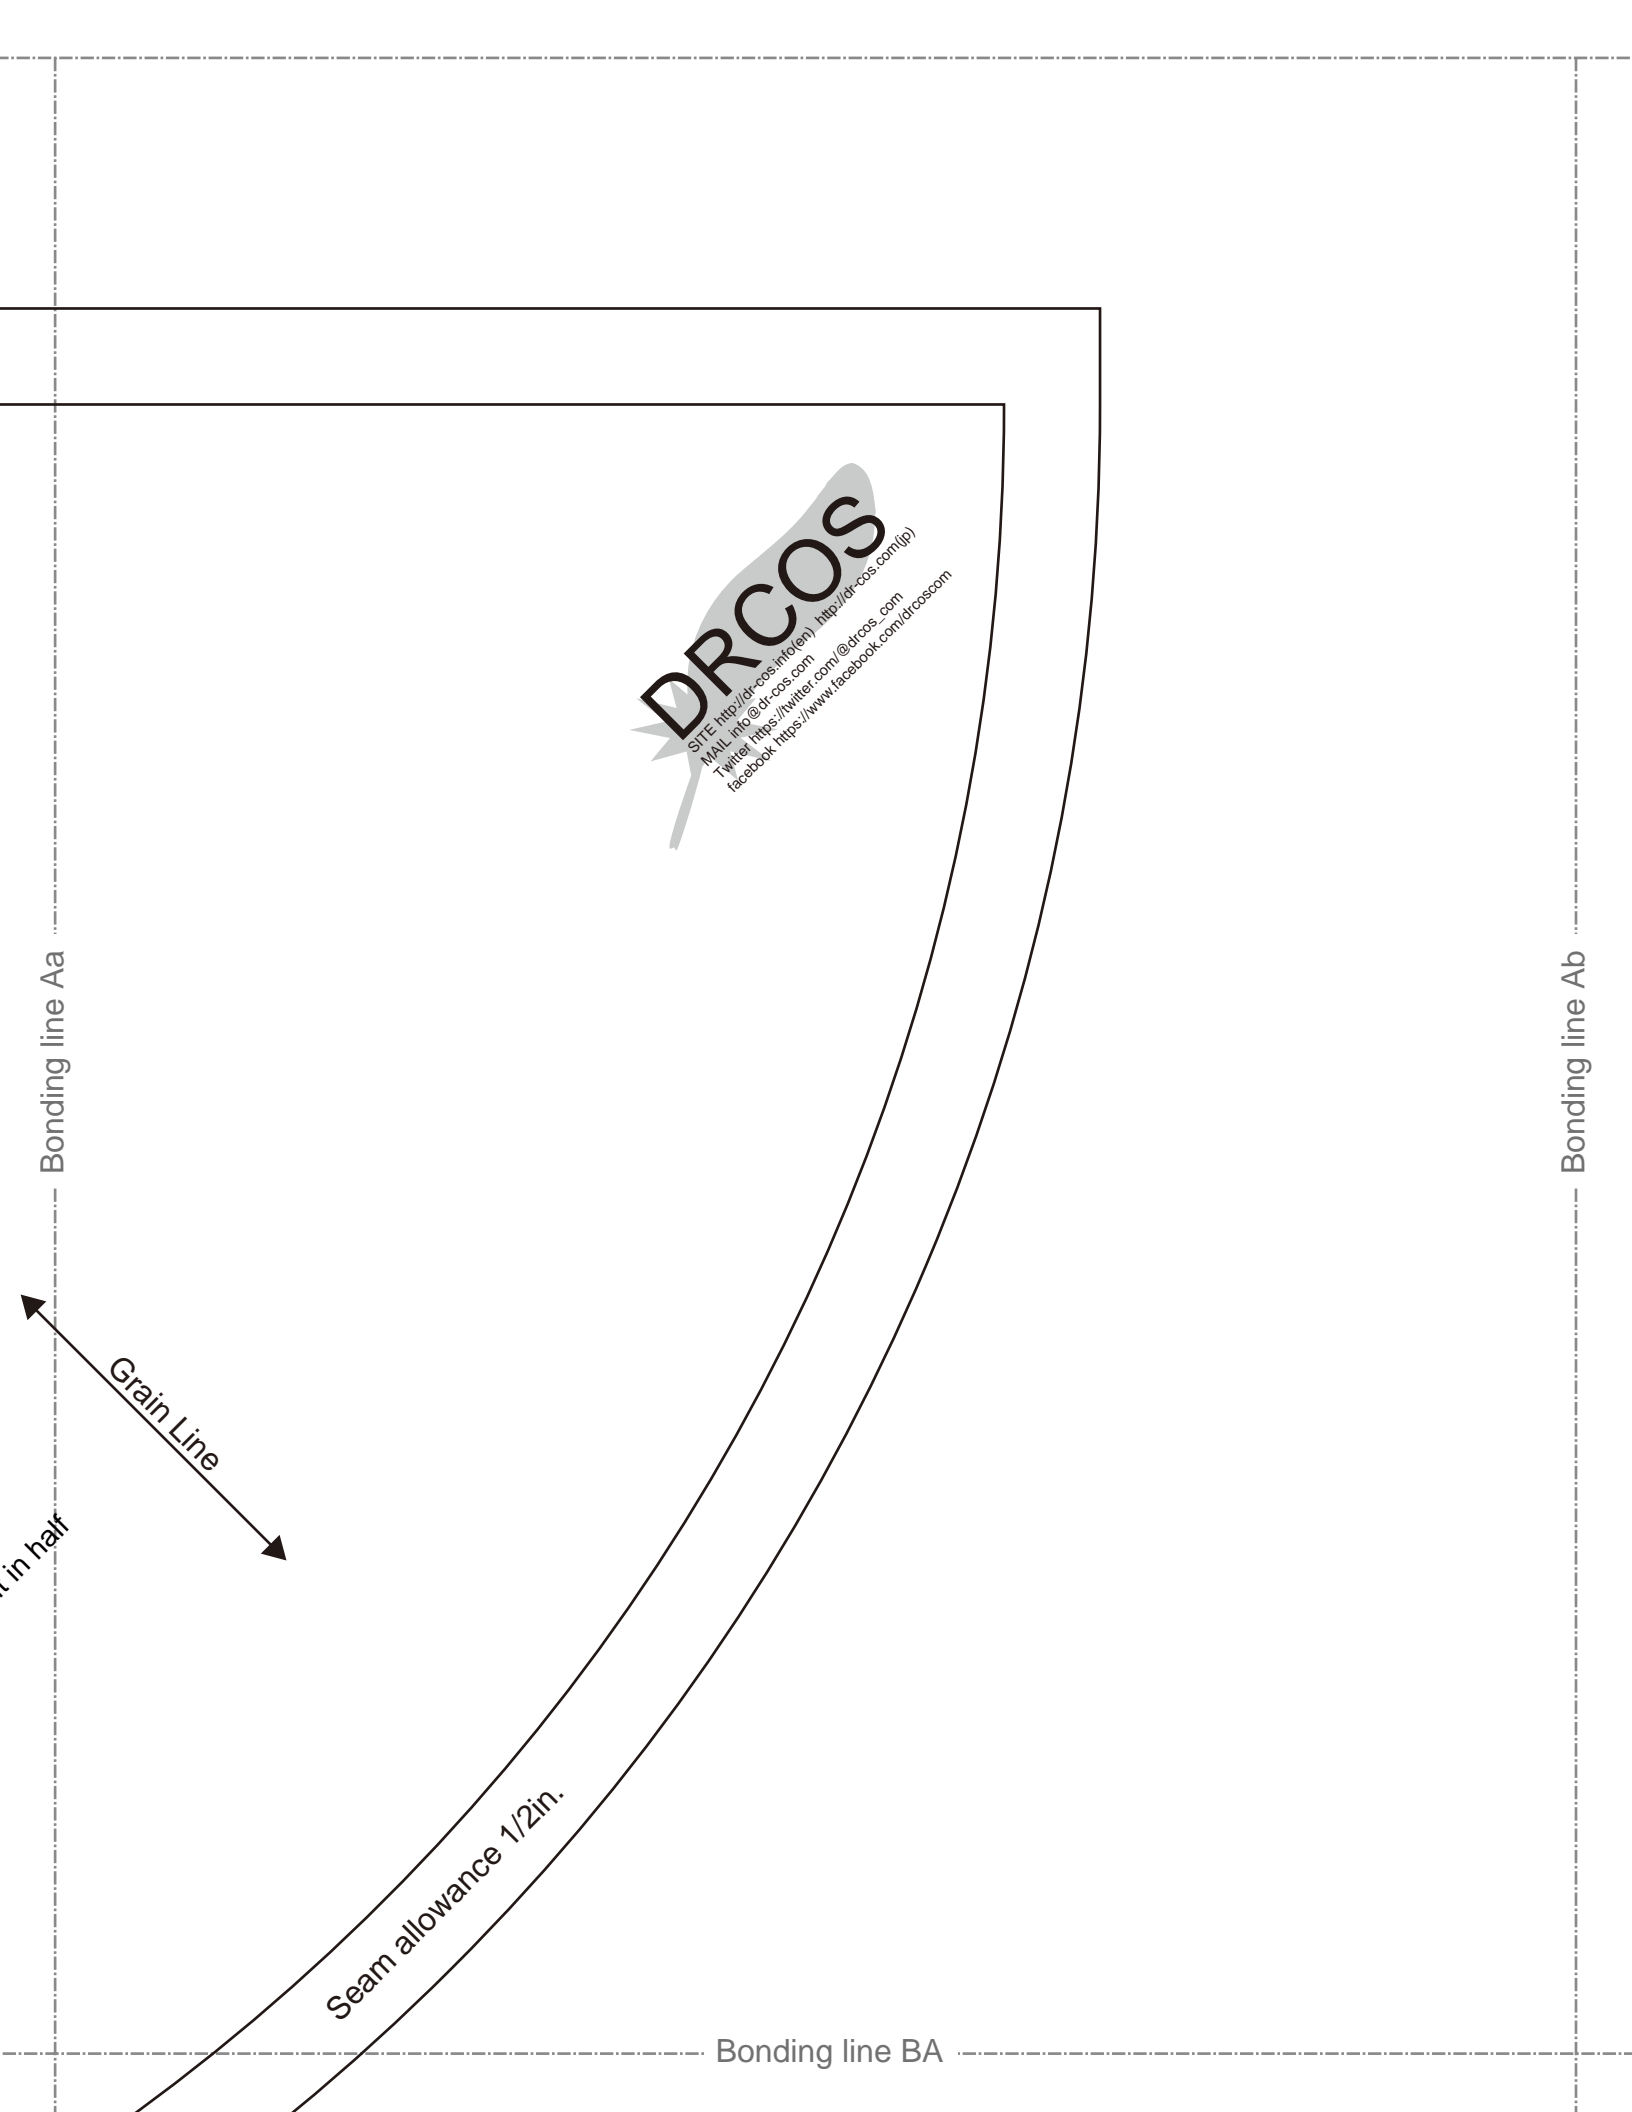 DRCOS
SITE http://dr-cos.info(en) http://dr-cos.com(jp)
MAIL info@dr-cos.com
Twitter https://twitter.com/@drcos_com
facebook https://www.facebook.com/drcoscom
Bonding line Aa
Bonding line Ab
Grain Line
in half
Seam allowance 1/2in.
Bonding line BA